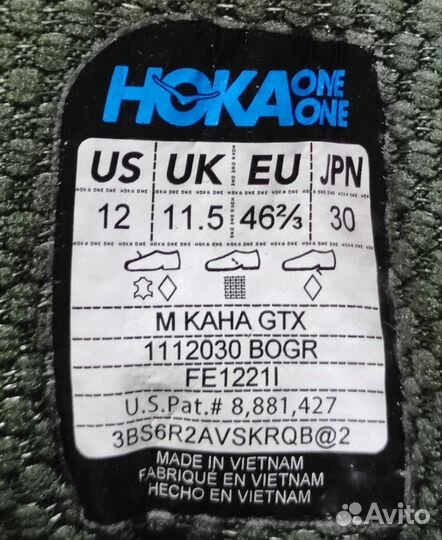 HOKA ONE ONE
US UK EU JPN
12 11.5 46⅔ 30
M KAHA GTX
1112030 BOGR
FE1221I
U.S.Pat.# 8,881,427
3BS6R2AVSKRQB@2
MADE IN VIETNAM
FABRIQUÉ EN VIETNAM
HECHO EN VIETNAM
Avito